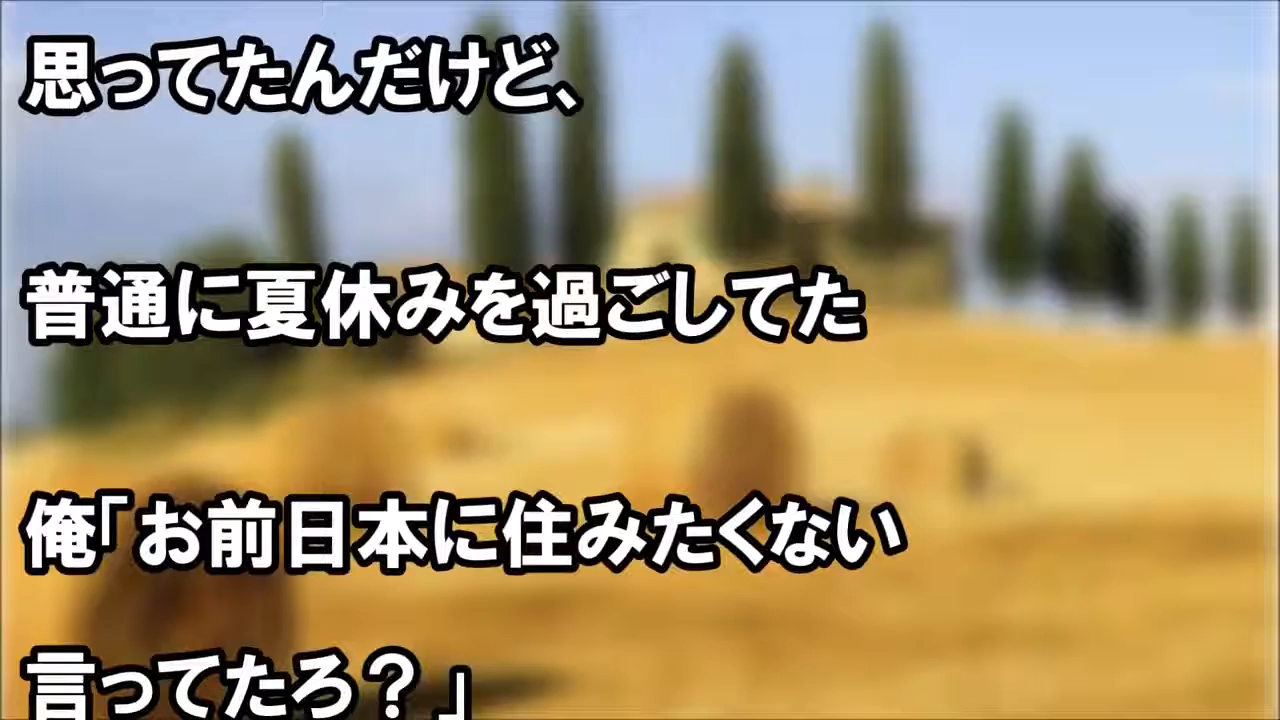 思ってたんだけど、
普通に夏休みを過ごしてた
俺「お前日本に住みたくない
言ってたろ？」